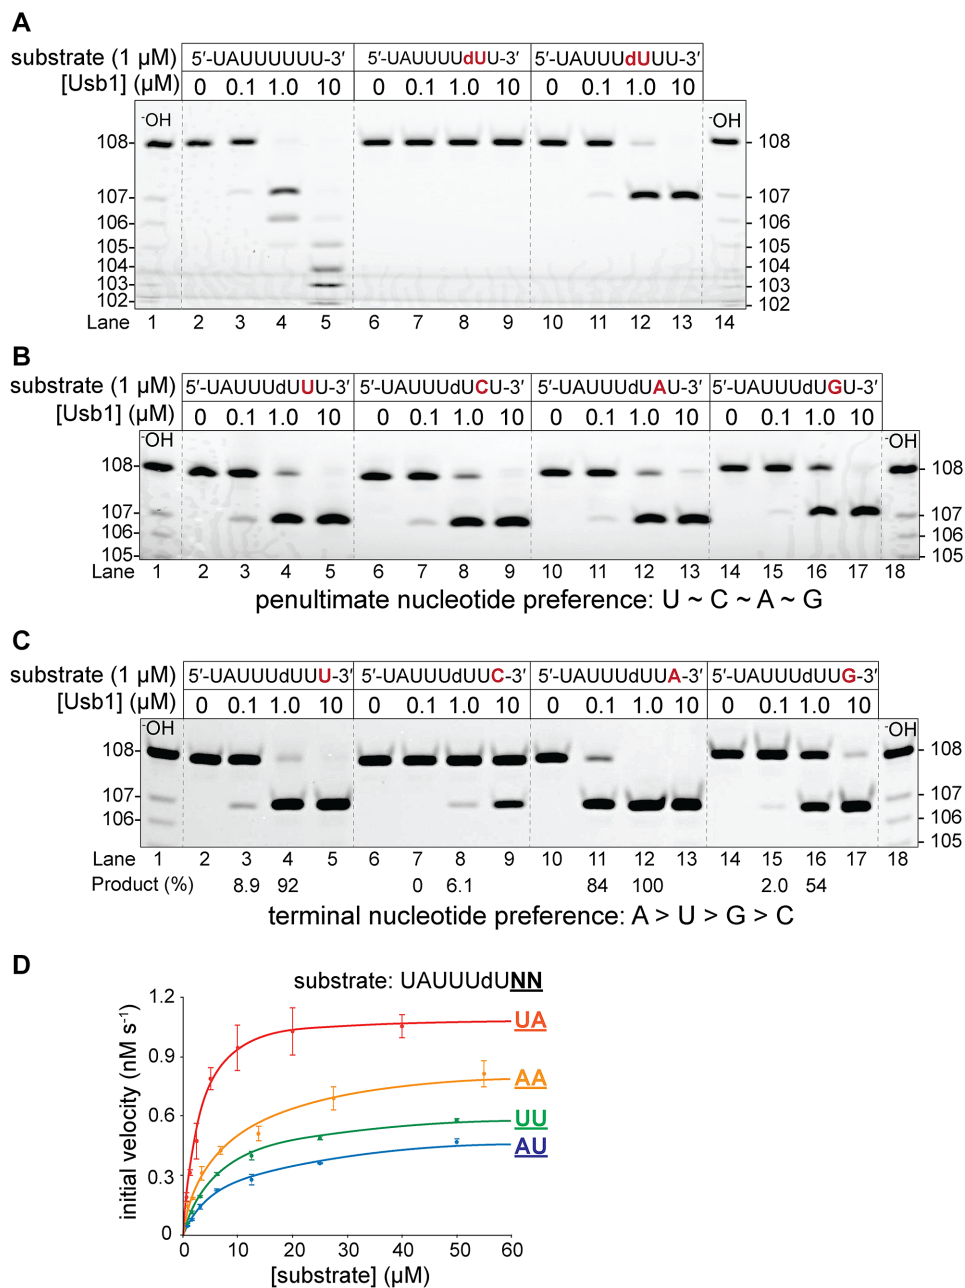 A
substrate (1 µM) 5′-UAUUUUUUU-3′ 5′-UAUUUUdUU-3′ 5′-UAUUUdUUU-3′
[Usb1] (µM) 0 0.1 1.0 10 0 0.1 1.0 10 0 0.1 1.0 10
⁻OH ⁻OH
108 108
107 107
106 106
105 105
104 104
103 103
102 102
Lane 1 2 3 4 5 6 7 8 9 10 11 12 13 14
B
substrate (1 µM) 5′-UAUUUdUUU-3′ 5′-UAUUUdUCU-3′ 5′-UAUUUdUAU-3′ 5′-UAUUUdUGU-3′
[Usb1] (µM) 0 0.1 1.0 10 0 0.1 1.0 10 0 0.1 1.0 10 0 0.1 1.0 10
⁻OH ⁻OH
108 108
107 107
106 106
105 105
Lane 1 2 3 4 5 6 7 8 9 10 11 12 13 14 15 16 17 18
penultimate nucleotide preference: U ~ C ~ A ~ G
C
substrate (1 µM) 5′-UAUUUdUUU-3′ 5′-UAUUUdUUC-3′ 5′-UAUUUdUUA-3′ 5′-UAUUUdUUG-3′
[Usb1] (µM) 0 0.1 1.0 10 0 0.1 1.0 10 0 0.1 1.0 10 0 0.1 1.0 10
⁻OH ⁻OH
108 108
107 107
106 106
105
Lane 1 2 3 4 5 6 7 8 9 10 11 12 13 14 15 16 17 18
Product (%) 8.9 92 0 6.1 84 100 2.0 54
terminal nucleotide preference: A > U > G > C
D
substrate: UAUUUdUNN
1.2
UA
0.9
AA
0.6
UU
AU
0.3
0
initial velocity (nM s⁻¹)
0 10 20 30 40 50 60
[substrate] (µM)